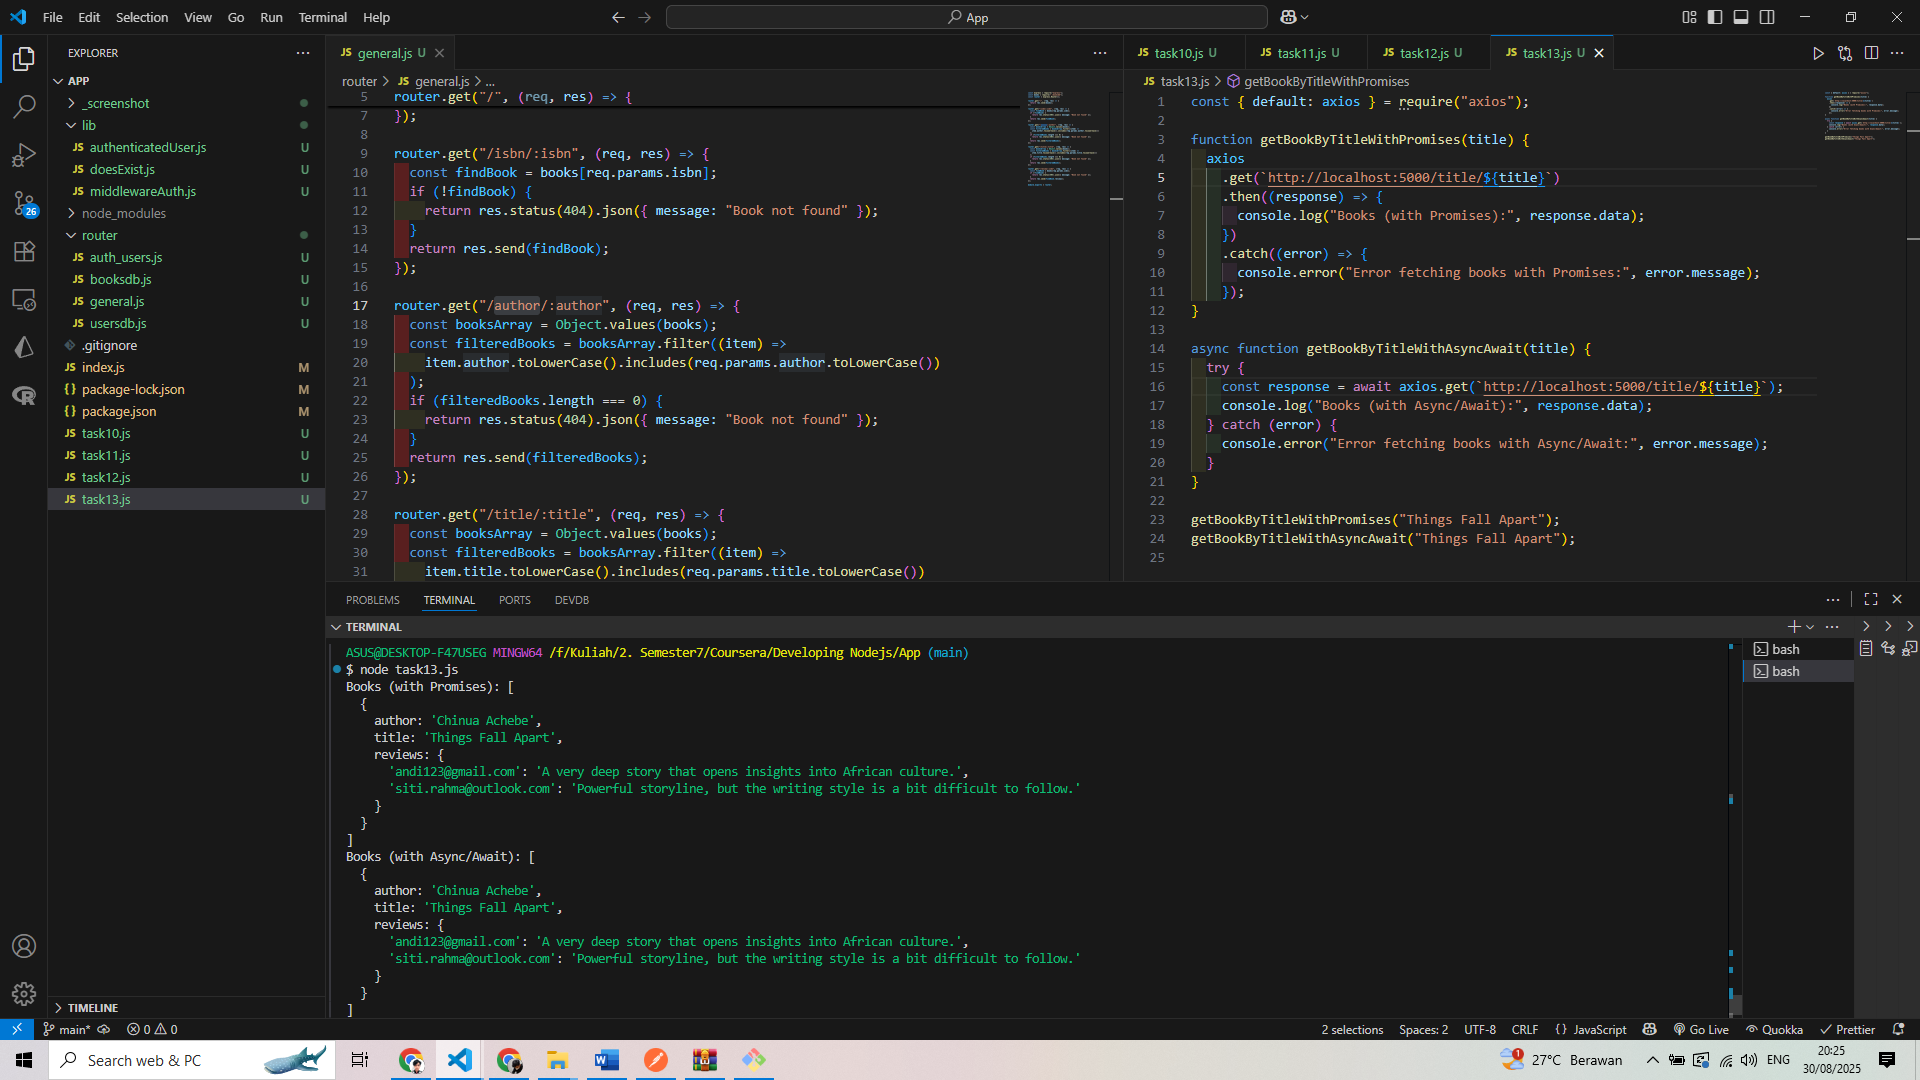 File Edit Selection View Go Run Terminal Help
App
EXPLORER
APP
_screenshot
lib
JS authenticatedUser.js U
JS doesExist.js U
JS middlewareAuth.js U
node_modules
router
JS auth_users.js U
JS booksdb.js U
JS general.js U
JS usersdb.js U
.gitignore
JS index.js M
{} package-lock.json M
{} package.json M
JS task10.js U
JS task11.js U
JS task12.js U
JS task13.js U
26
TIMELINE
JS general.js U
router > JS general.js > ...
5 router.get("/", (req, res) => {
7 });
8
9 router.get("/isbn/:isbn", (req, res) => {
10 const findBook = books[req.params.isbn];
11 if (!findBook) {
12 return res.status(404).json({ message: "Book not found" });
13 }
14 return res.send(findBook);
15 });
16
17 router.get("/author/:author", (req, res) => {
18 const booksArray = Object.values(books);
19 const filteredBooks = booksArray.filter((item) =>
20 item.author.toLowerCase().includes(req.params.author.toLowerCase())
21 );
22 if (filteredBooks.length === 0) {
23 return res.status(404).json({ message: "Book not found" });
24 }
25 return res.send(filteredBooks);
26 });
27
28 router.get("/title/:title", (req, res) => {
29 const booksArray = Object.values(books);
30 const filteredBooks = booksArray.filter((item) =>
31 item.title.toLowerCase().includes(req.params.title.toLowerCase())
JS task10.js U JS task11.js U JS task12.js U JS task13.js U
JS task13.js > getBookByTitleWithPromises
1 const { default: axios } = require("axios");
2
3 function getBookByTitleWithPromises(title) {
4 axios
5 .get(`http://localhost:5000/title/${title}`)
6 .then((response) => {
7 console.log("Books (with Promises):", response.data);
8 })
9 .catch((error) => {
10 console.error("Error fetching books with Promises:", error.message);
11 });
12 }
13
14 async function getBookByTitleWithAsyncAwait(title) {
15 try {
16 const response = await axios.get(`http://localhost:5000/title/${title}`);
17 console.log("Books (with Async/Await):", response.data);
18 } catch (error) {
19 console.error("Error fetching books with Async/Await:", error.message);
20 }
21 }
22
23 getBookByTitleWithPromises("Things Fall Apart");
24 getBookByTitleWithAsyncAwait("Things Fall Apart");
25
PROBLEMS TERMINAL PORTS DEVDB
TERMINAL
ASUS@DESKTOP-F47USEG MINGW64 /f/Kuliah/2. Semester7/Coursera/Developing Nodejs/App (main)
$ node task13.js
Books (with Promises): [
{
author: 'Chinua Achebe',
title: 'Things Fall Apart',
reviews: {
'andi123@gmail.com': 'A very deep story that opens insights into African culture.',
'siti.rahma@outlook.com': 'Powerful storyline, but the writing style is a bit difficult to follow.'
}
}
]
Books (with Async/Await): [
{
author: 'Chinua Achebe',
title: 'Things Fall Apart',
reviews: {
'andi123@gmail.com': 'A very deep story that opens insights into African culture.',
'siti.rahma@outlook.com': 'Powerful storyline, but the writing style is a bit difficult to follow.'
}
}
]
bash
bash
main* 0 0 2 selections Spaces: 2 UTF-8 CRLF {} JavaScript Go Live Quokka Prettier
Search web & PC
1 27°C Berawan ENG 20:25
30/08/2025